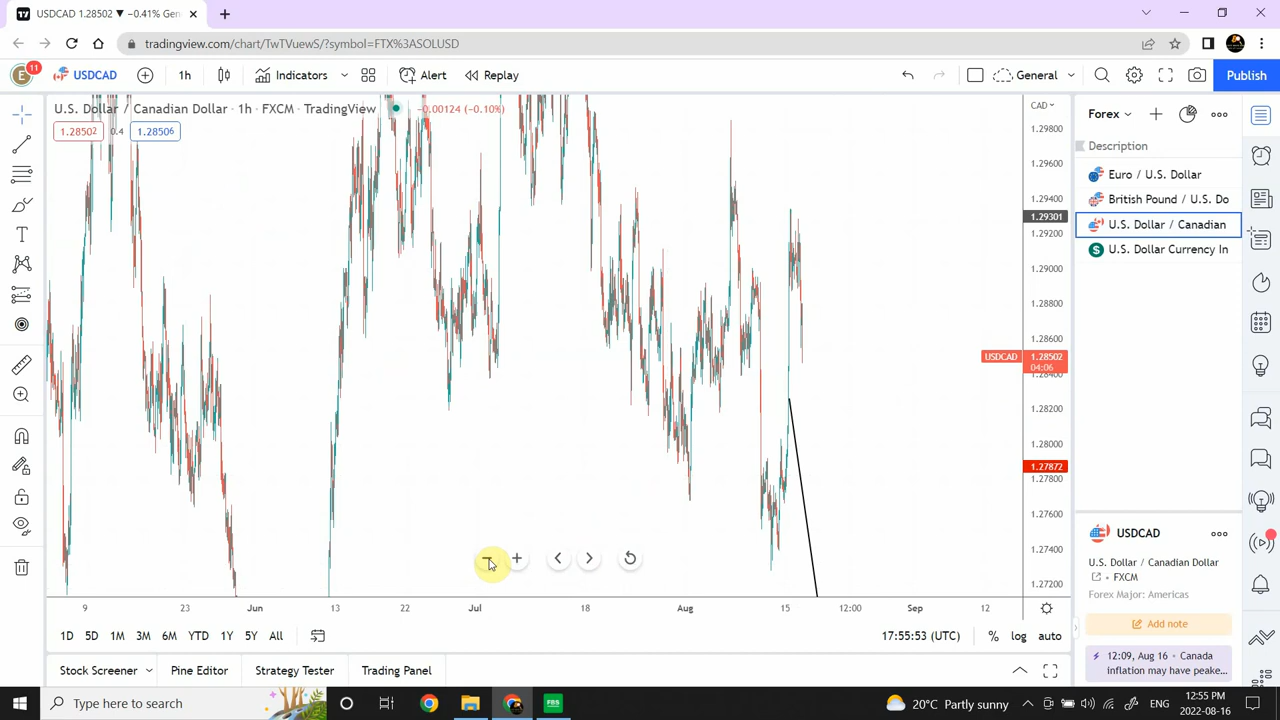 USDCAD 1.28502 ▼ −0.41% Gen
tradingview.com/chart/TwTVuewS/?symbol=FTX%3ASOLUSD
E 11 USDCAD 1h Indicators Alert Replay General Publish
U.S. Dollar / Canadian Dollar · 1h · FXCM · TradingView −0.00124 (−0.10%) CAD
1.28502 0.4 1.28506
Forex
Description
Euro / U.S. Dollar
British Pound / U.S. Do
U.S. Dollar / Canadian
U.S. Dollar Currency In
1.29800
1.29600
1.29400
1.29301
1.29200
1.29000
1.28800
1.28600
USDCAD 1.28502
04:06
1.28400
1.28200
1.28000
1.27872
1.27800
1.27600
1.27400
1.27200
9 23 Jun 13 22 Jul 18 Aug 15 12:00 Sep 12
1D 5D 1M 3M 6M YTD 1Y 5Y All 17:55:53 (UTC) % log auto
Stock Screener Pine Editor Strategy Tester Trading Panel
USDCAD
U.S. Dollar / Canadian Dollar
FXCM
Forex Major: Americas
Add note
12:09, Aug 16 • Canada
inflation may have peake...
Type here to search
FBS
20°C Partly sunny
12:55 PM
2022-08-16